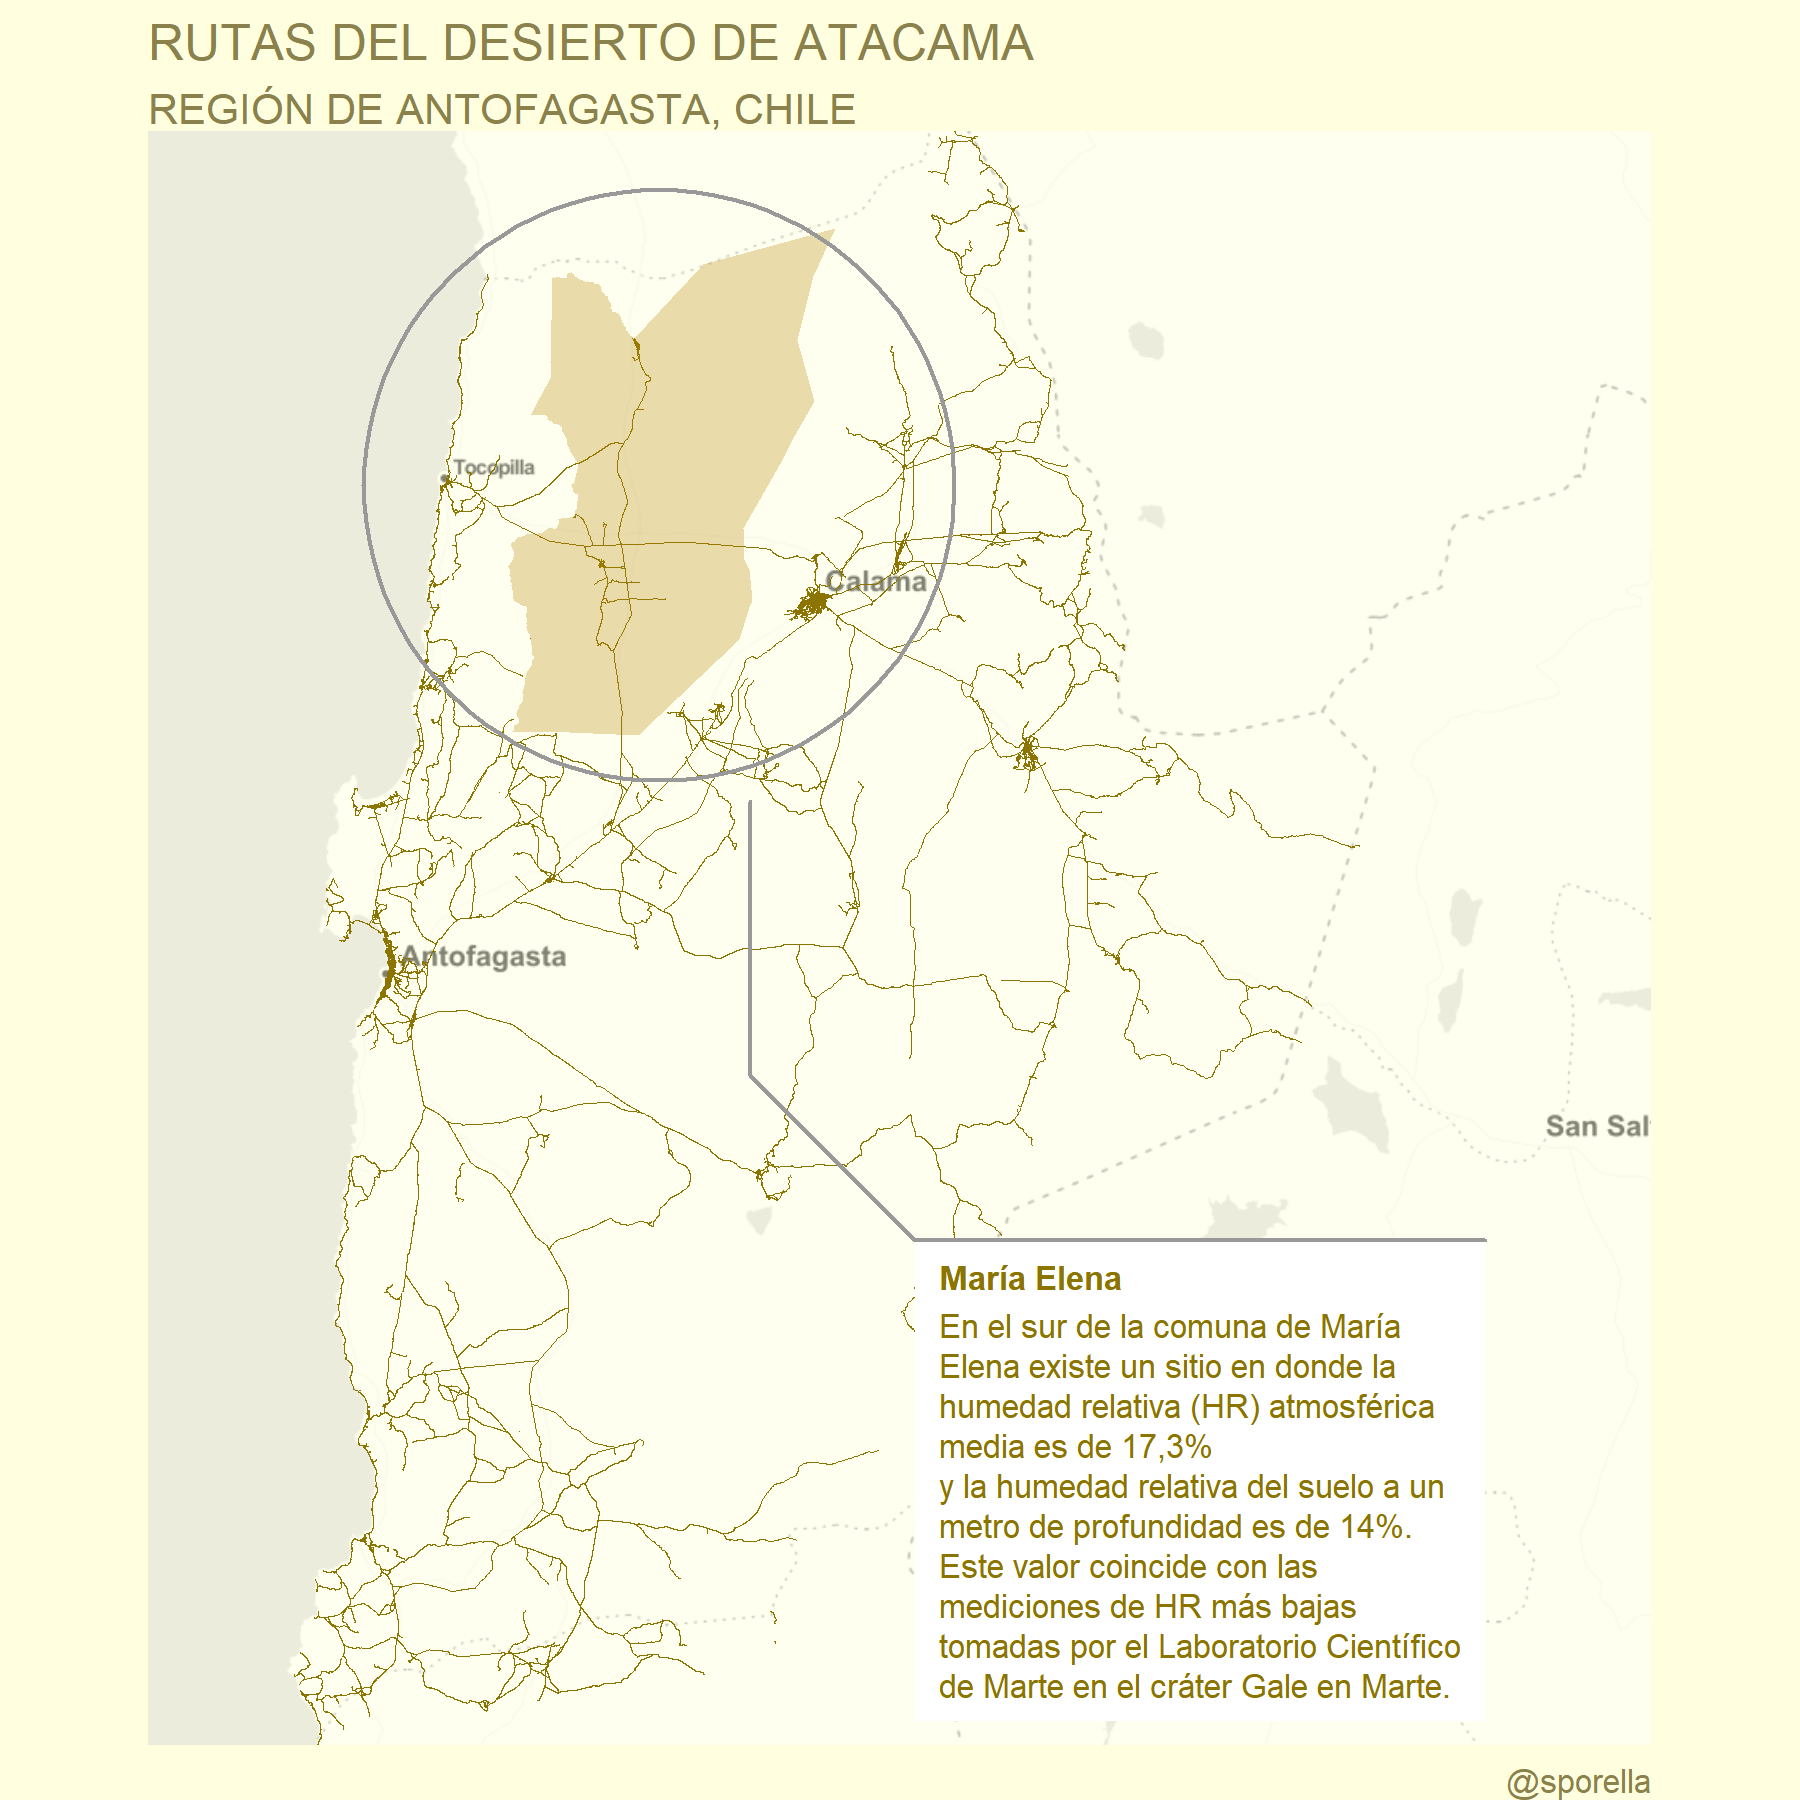 RUTAS DEL DESIERTO DE ATACAMA
REGIÓN DE ANTOFAGASTA, CHILE
Tocopilla
Calama
Antofagasta
San Sal
María Elena
En el sur de la comuna de María
Elena existe un sitio en donde la
humedad relativa (HR) atmosférica
media es de 17,3%
y la humedad relativa del suelo a un
metro de profundidad es de 14%.
Este valor coincide con las
mediciones de HR más bajas
tomadas por el Laboratorio Científico
de Marte en el cráter Gale en Marte.
@sporella